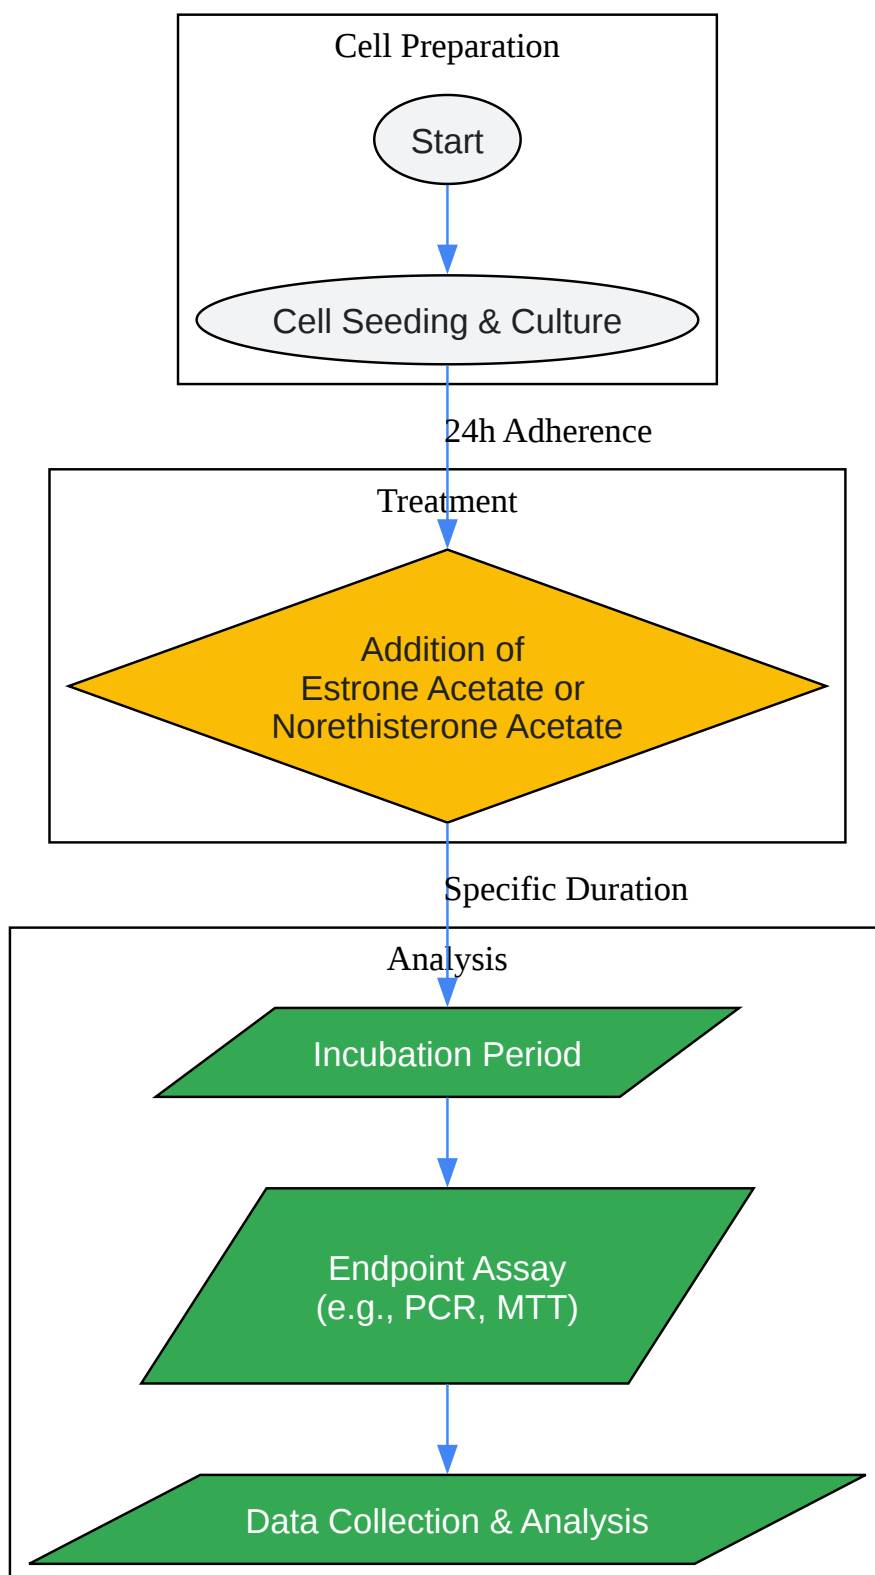 Cell Preparation
Start
Cell Seeding & Culture
24h Adherence
Treatment
Addition of
Estrone Acetate or
Norethisterone Acetate
Specific Duration
Analysis
Incubation Period
Endpoint Assay
(e.g., PCR, MTT)
Data Collection & Analysis